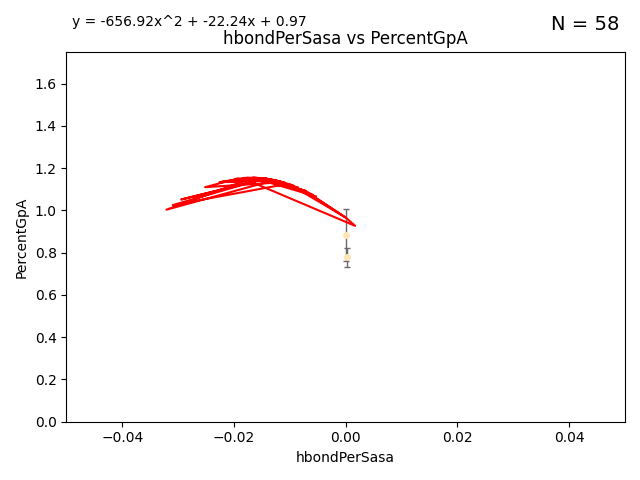 y = -656.92x^2 + -22.24x + 0.97
N = 58
hbondPerSasa vs PercentGpA
1.6
1.4
1.2
1.0
0.8
0.6
0.4
0.2
0.0
PercentGpA
−0.04 −0.02 0.00 0.02 0.04
hbondPerSasa